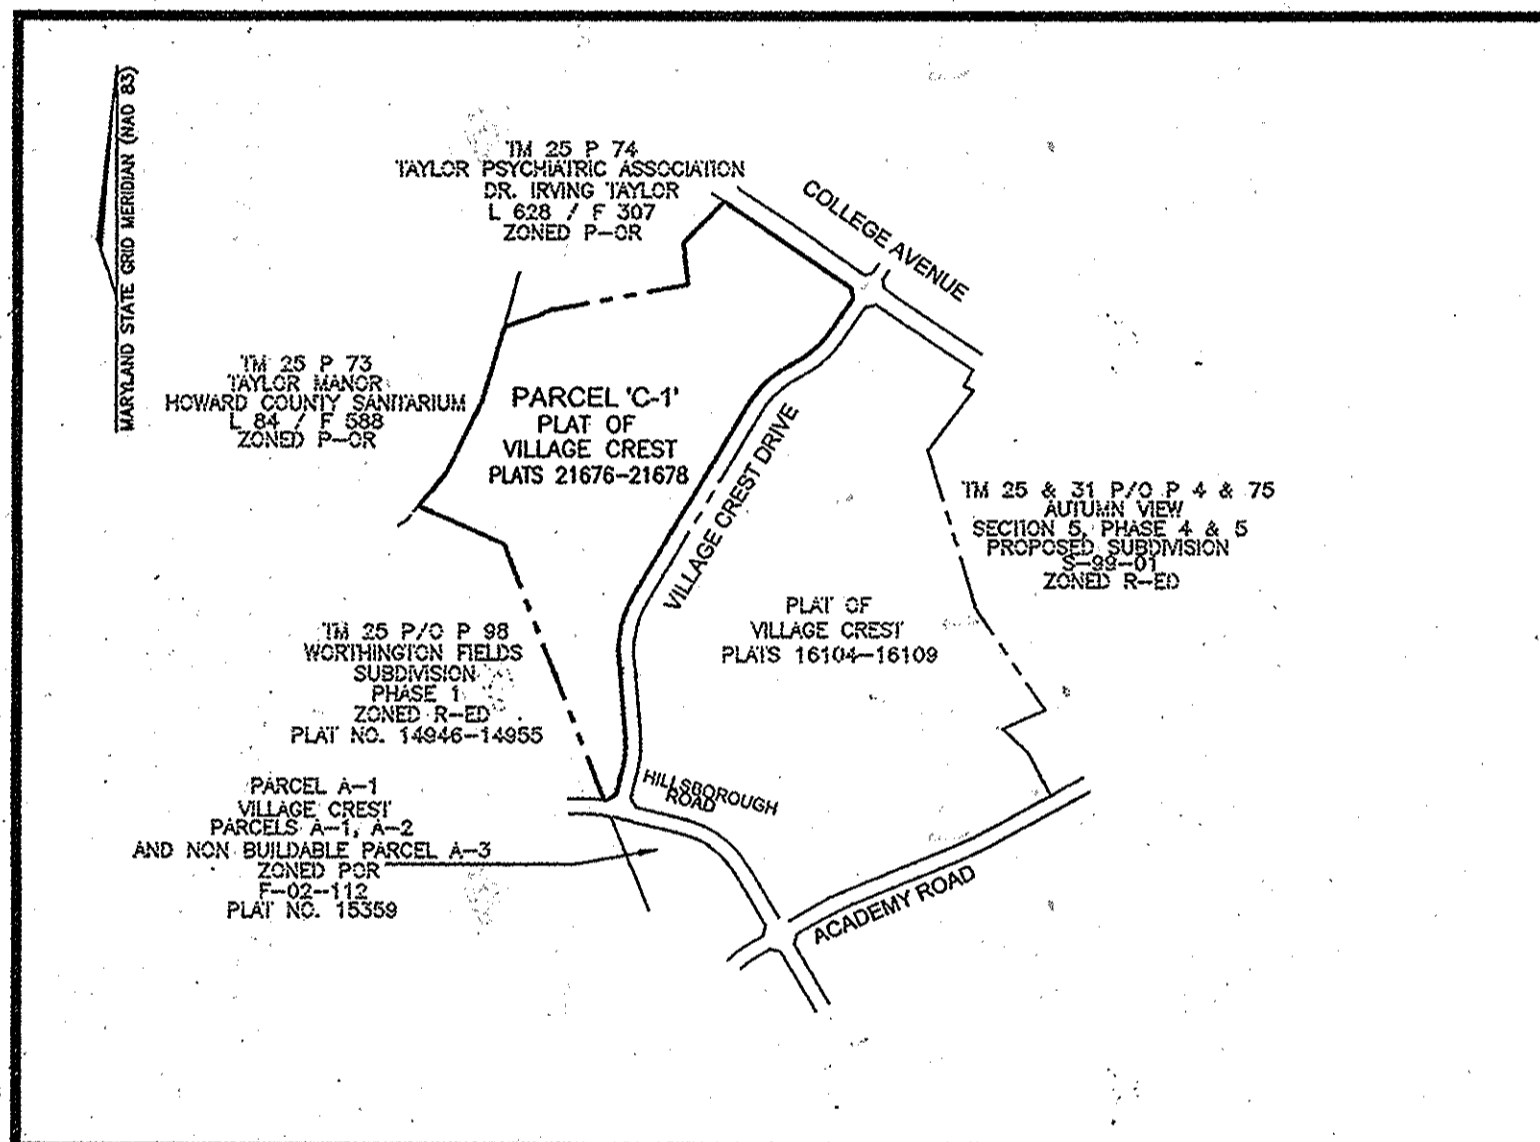 MARYLAND STATE GRID MERIDIAN (NAD 83)
TM 25 P 74
TAYLOR PSYCHIATRIC ASSOCIATION
DR. IRVING TAYLOR
L 628 / F 307
ZONED P-OR
COLLEGE AVENUE
TM 25 P 73
TAYLOR MANOR
HOWARD COUNTY SANITARIUM
L 84 / F 588
ZONED P-OR
PARCEL 'C-1'
PLAT OF
VILLAGE CREST
PLATS 21676-21678
VILLAGE CREST DRIVE
TM 25 & 31 P/O P 4 & 75
AUTUMN VIEW
SECTION 5, PHASE 4 & 5
PROPOSED SUBDIVISION
S-99-01
ZONED R-ED
PLAT OF
VILLAGE CREST
PLATS 16104-16109
TM 25 P/O P 98
WORTHINGTON FIELDS
SUBDIVISION
PHASE 1
ZONED R-ED
PLAT NO. 14946-14955
HILLSBOROUGH
ROAD
PARCEL A-1
VILLAGE CREST
PARCELS A-1, A-2
AND NON BUILDABLE PARCEL A-3
ZONED POR
F-02-112
PLAT NO. 15359
ACADEMY ROAD